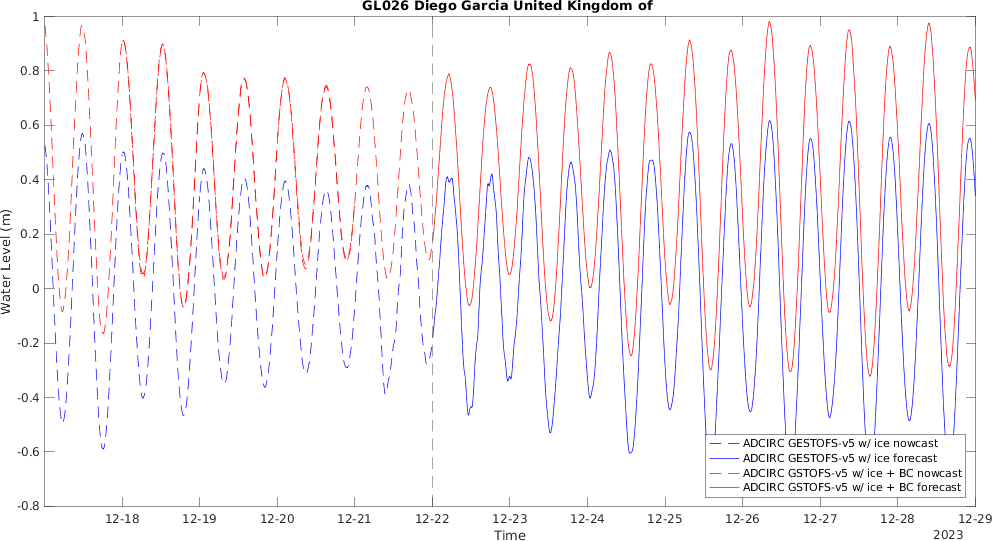 GL026 Diego Garcia United Kingdom of
1
0.8
0.6
0.4
0.2
0
-0.2
-0.4
-0.6
-0.8
Water Level (m)
ADCIRC GESTOFS-v5 w/ ice nowcast
ADCIRC GESTOFS-v5 w/ ice forecast
ADCIRC GSTOFS-v5 w/ ice + BC nowcast
ADCIRC GSTOFS-v5 w/ ice + BC forecast
12-18 12-19 12-20 12-21 12-22 12-23 12-24 12-25 12-26 12-27 12-28 12-29
Time
2023